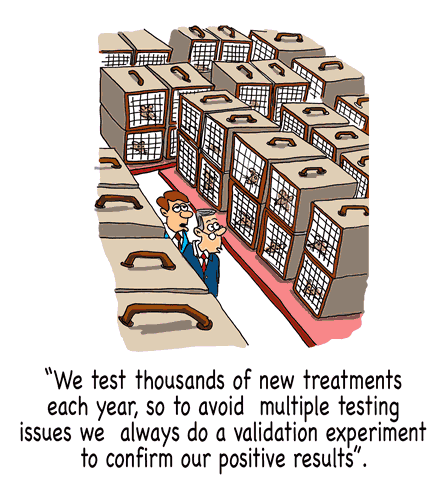 “We test thousands of new treatments
each year, so to avoid multiple testing
issues we always do a validation experiment
to confirm our positive results”.